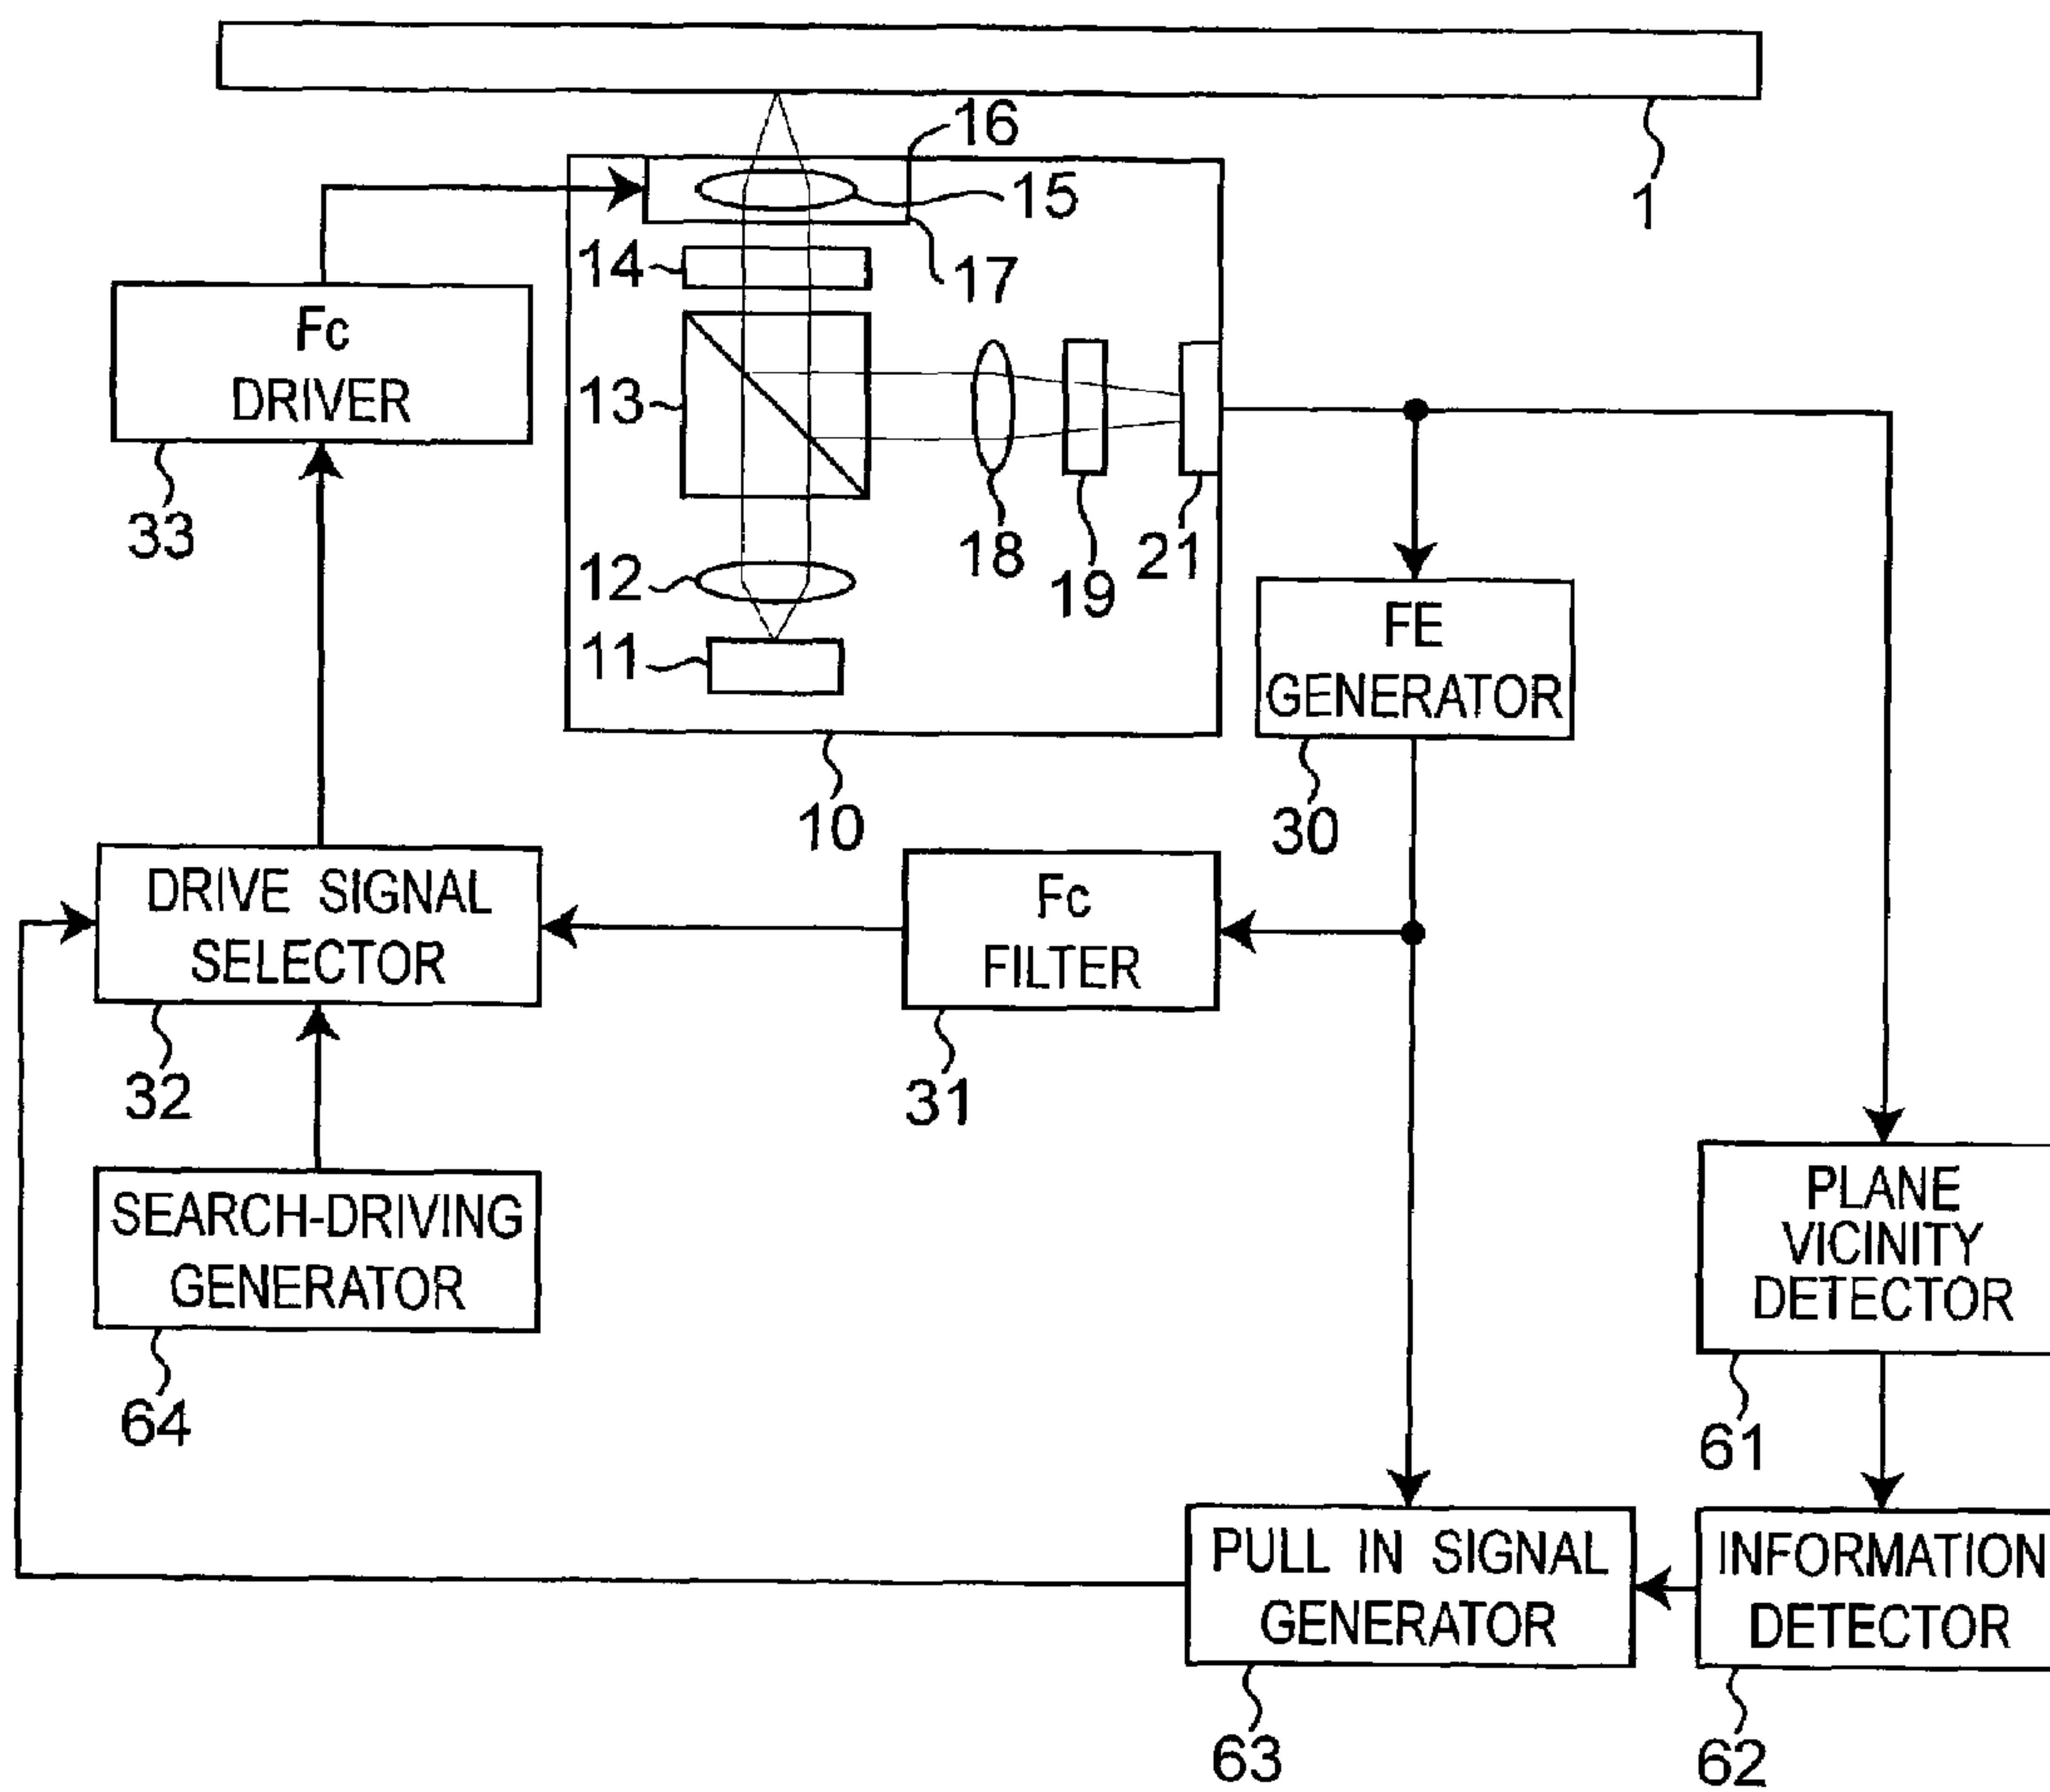 16
15
1
14
17
Fc
DRIVER
13
33
18
19
21
12
11
FE
GENERATOR
10
30
DRIVE SIGNAL
SELECTOR
Fc
FILTER
32
31
SEARCH-DRIVING
GENERATOR
PLANE
VICINITY
DETECTOR
64
61
PULL IN SIGNAL
GENERATOR
INFORMATION
DETECTOR
63
62